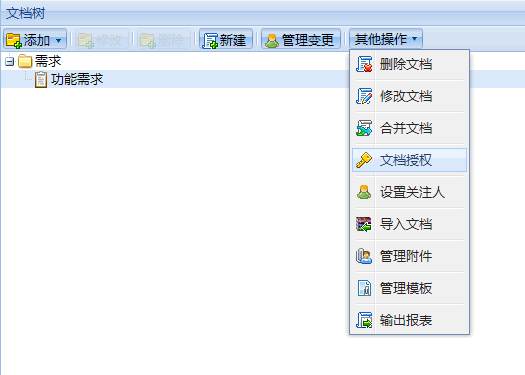 文档树
添加 修改 删除 新建 管理变更 其他操作
需求
功能需求
删除文档
修改文档
合并文档
文档授权
设置关注人
导入文档
管理附件
管理模板
输出报表